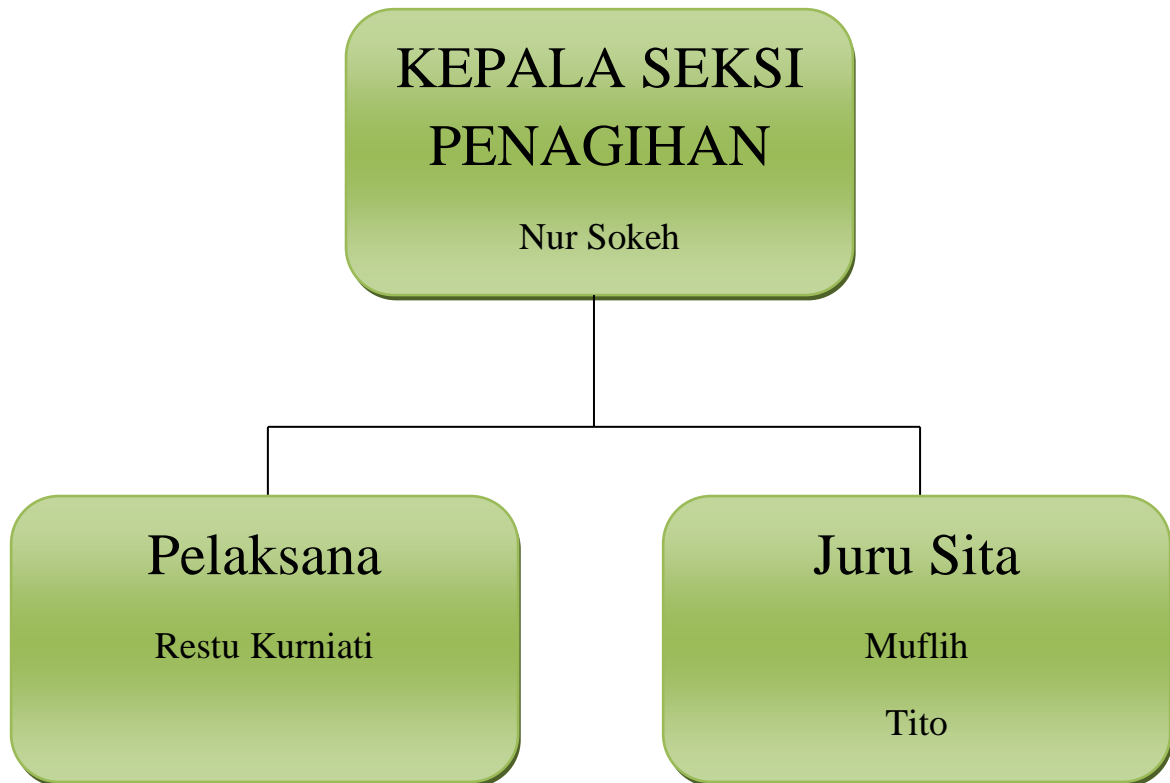 KEPALA SEKSI
PENAGIHAN
Nur Sokeh
Pelaksana
Restu Kurniati
Juru Sita
Muflih
Tito